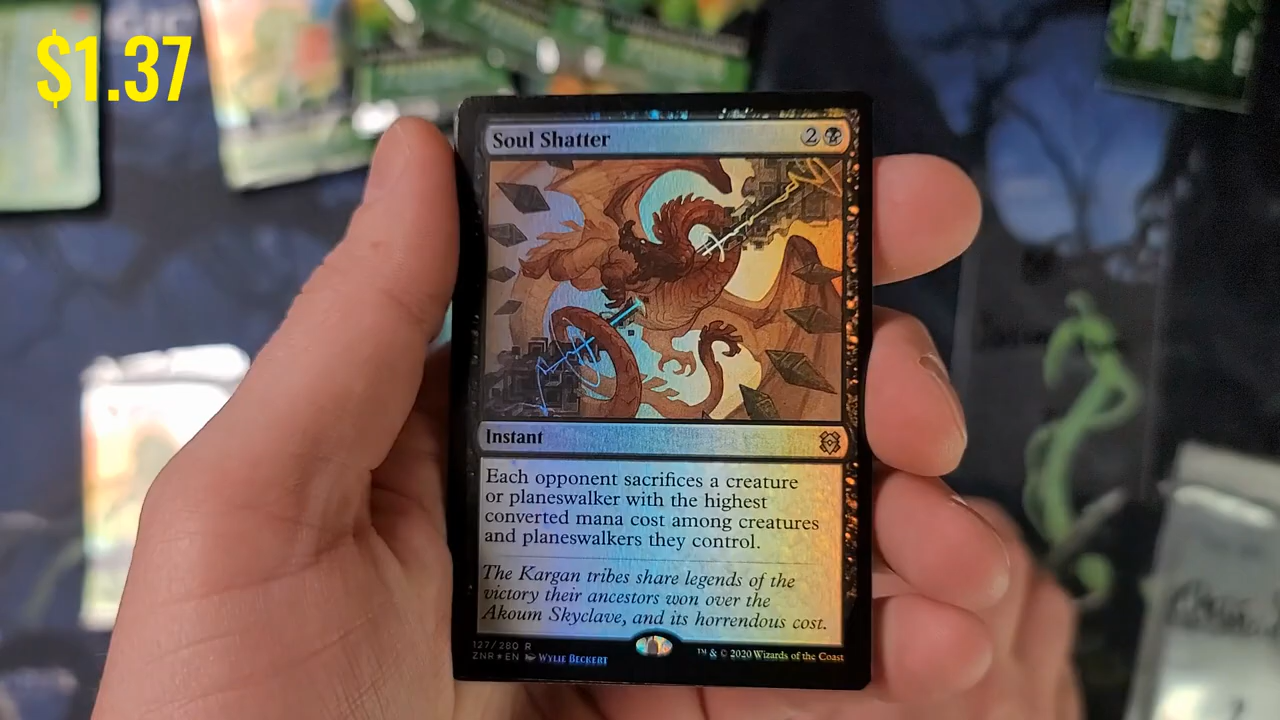 $1.37
Soul Shatter 2
Instant
Each opponent sacrifices a creature
or planeswalker with the highest
converted mana cost among creatures
and planeswalkers they control.
The Kargan tribes share legends of the
victory their ancestors won over the
Akoum Skyclave, and its horrendous cost.
127/280 R
ZNR ★ EN Wylie Beckert
™ & © 2020 Wizards of the Coast